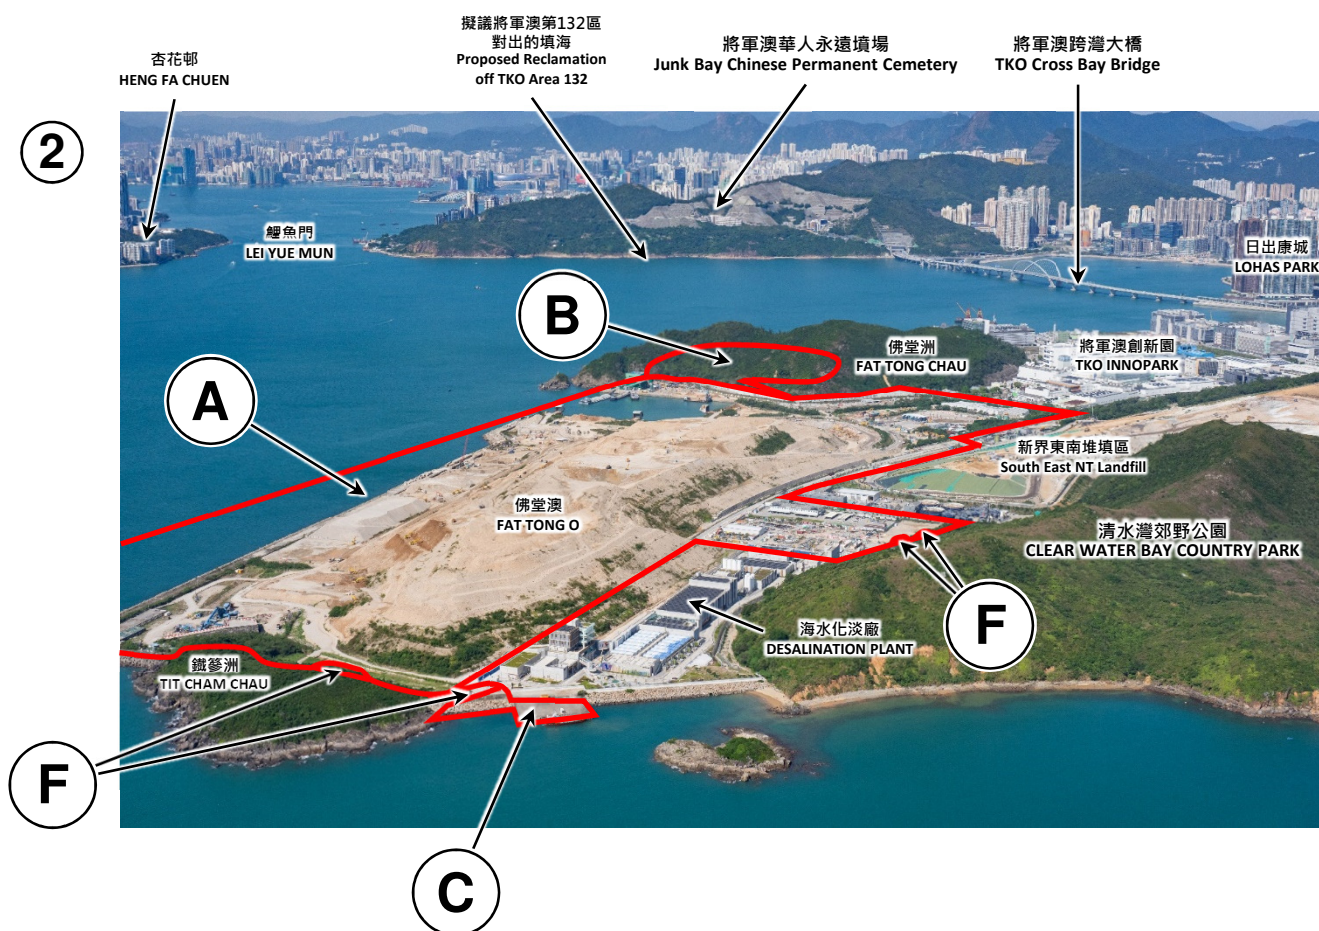 擬議將軍澳第132區
對出的填海
Proposed Reclamation
off TKO Area 132
將軍澳華人永遠墳場
Junk Bay Chinese Permanent Cemetery
將軍澳跨灣大橋
TKO Cross Bay Bridge
杏花邨
HENG FA CHUEN
2
鯉魚門
LEI YUE MUN
日出康城
LOHAS PARK
B
佛堂洲
FAT TONG CHAU
將軍澳創新園
TKO INNOPARK
A
新界東南堆填區
South East NT Landfill
佛堂澳
FAT TONG O
清水灣郊野公園
CLEAR WATER BAY COUNTRY PARK
F
海水化淡廠
DESALINATION PLANT
鐵篸洲
TIT CHAM CHAU
F
C